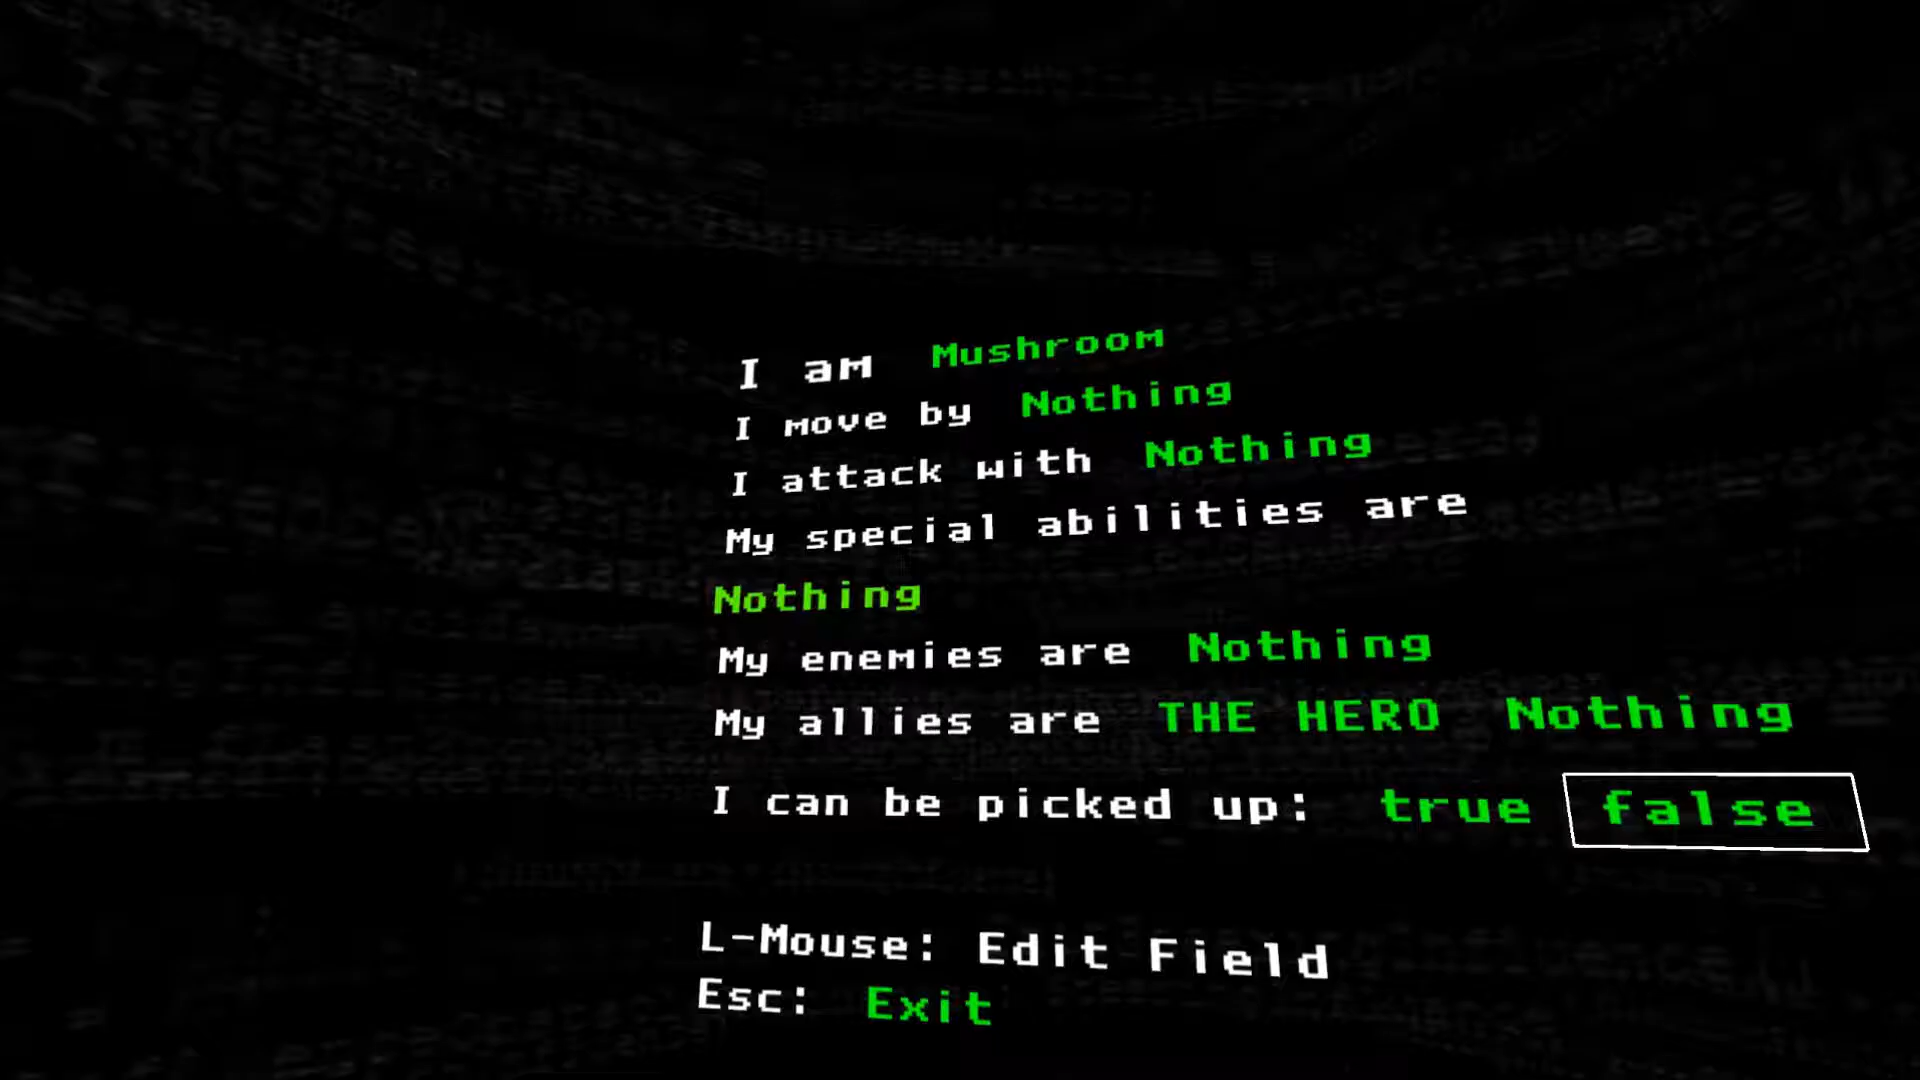 I am Mushroom
I move by Nothing
I attack with Nothing
My special abilities are
Nothing
My enemies are Nothing
My allies are THE HERO Nothing
I can be picked up: true false
L-Mouse: Edit Field
Esc: Exit